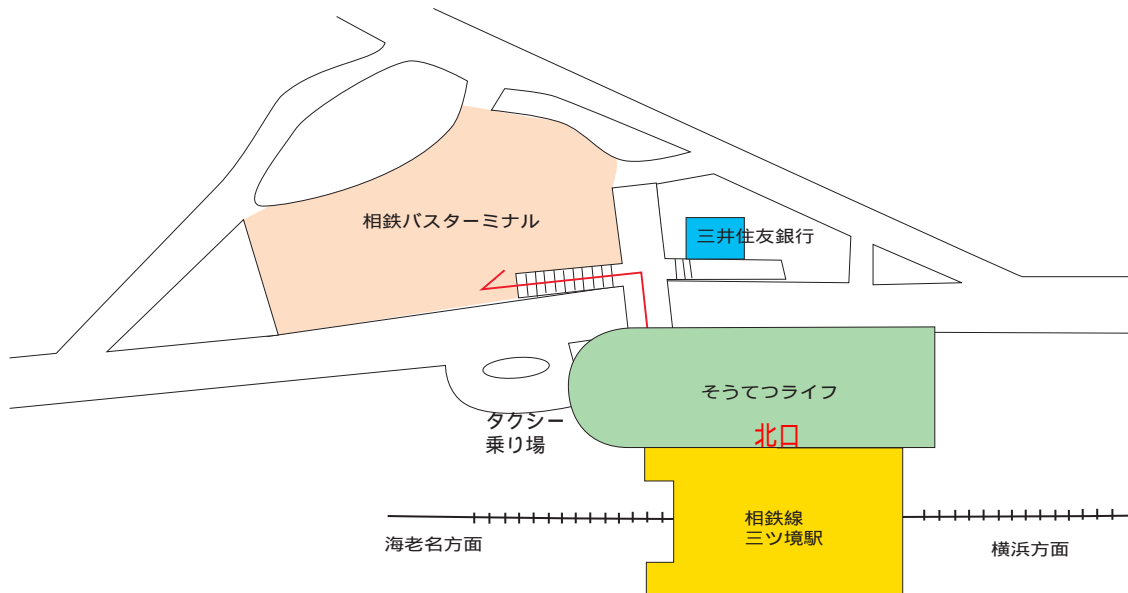 相鉄バスターミナル
三井住友銀行
そうてつライフ
タクシー
乗り場
北口
相鉄線
三ツ境駅
海老名方面
横浜方面